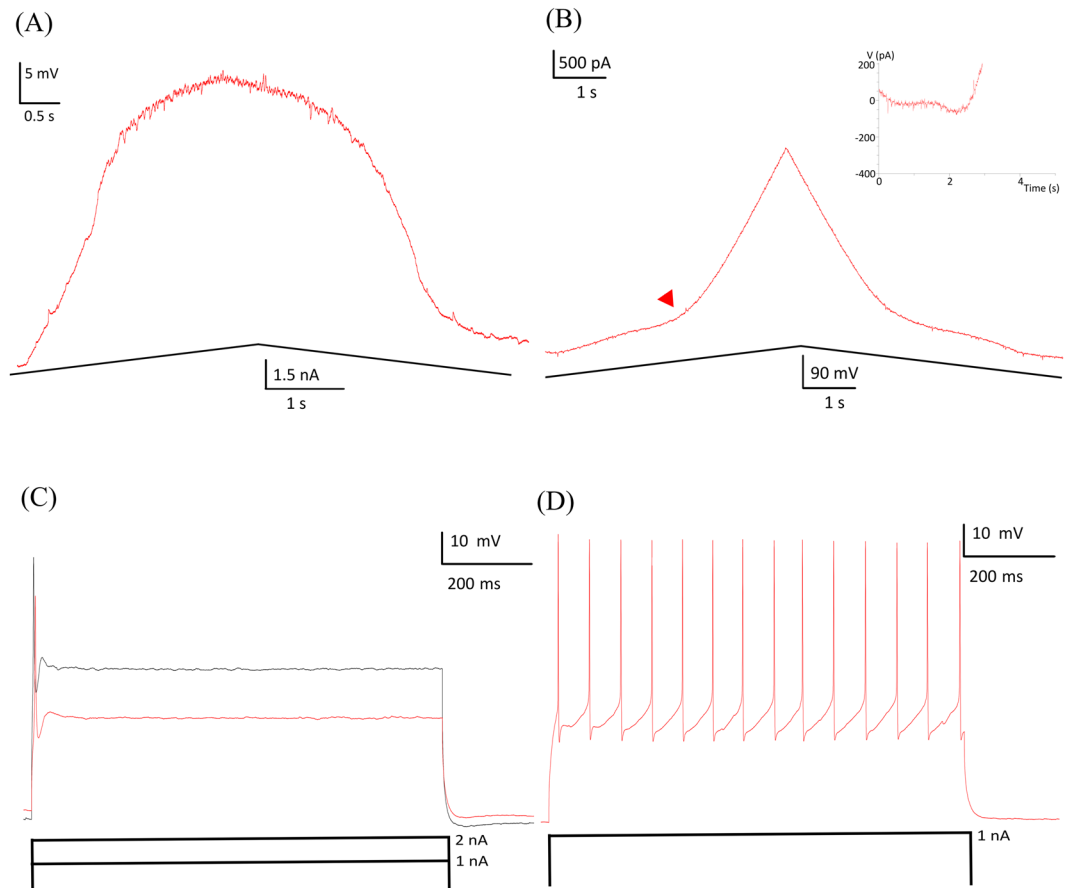 (A)
5 mV
0.5 s
1.5 nA
1 s
(B)
500 pA
1 s
V (pA)
200
0
-200
-400
0
2
4
Time (s)
90 mV
1 s
(C)
10 mV
200 ms
2 nA
1 nA
(D)
10 mV
200 ms
1 nA